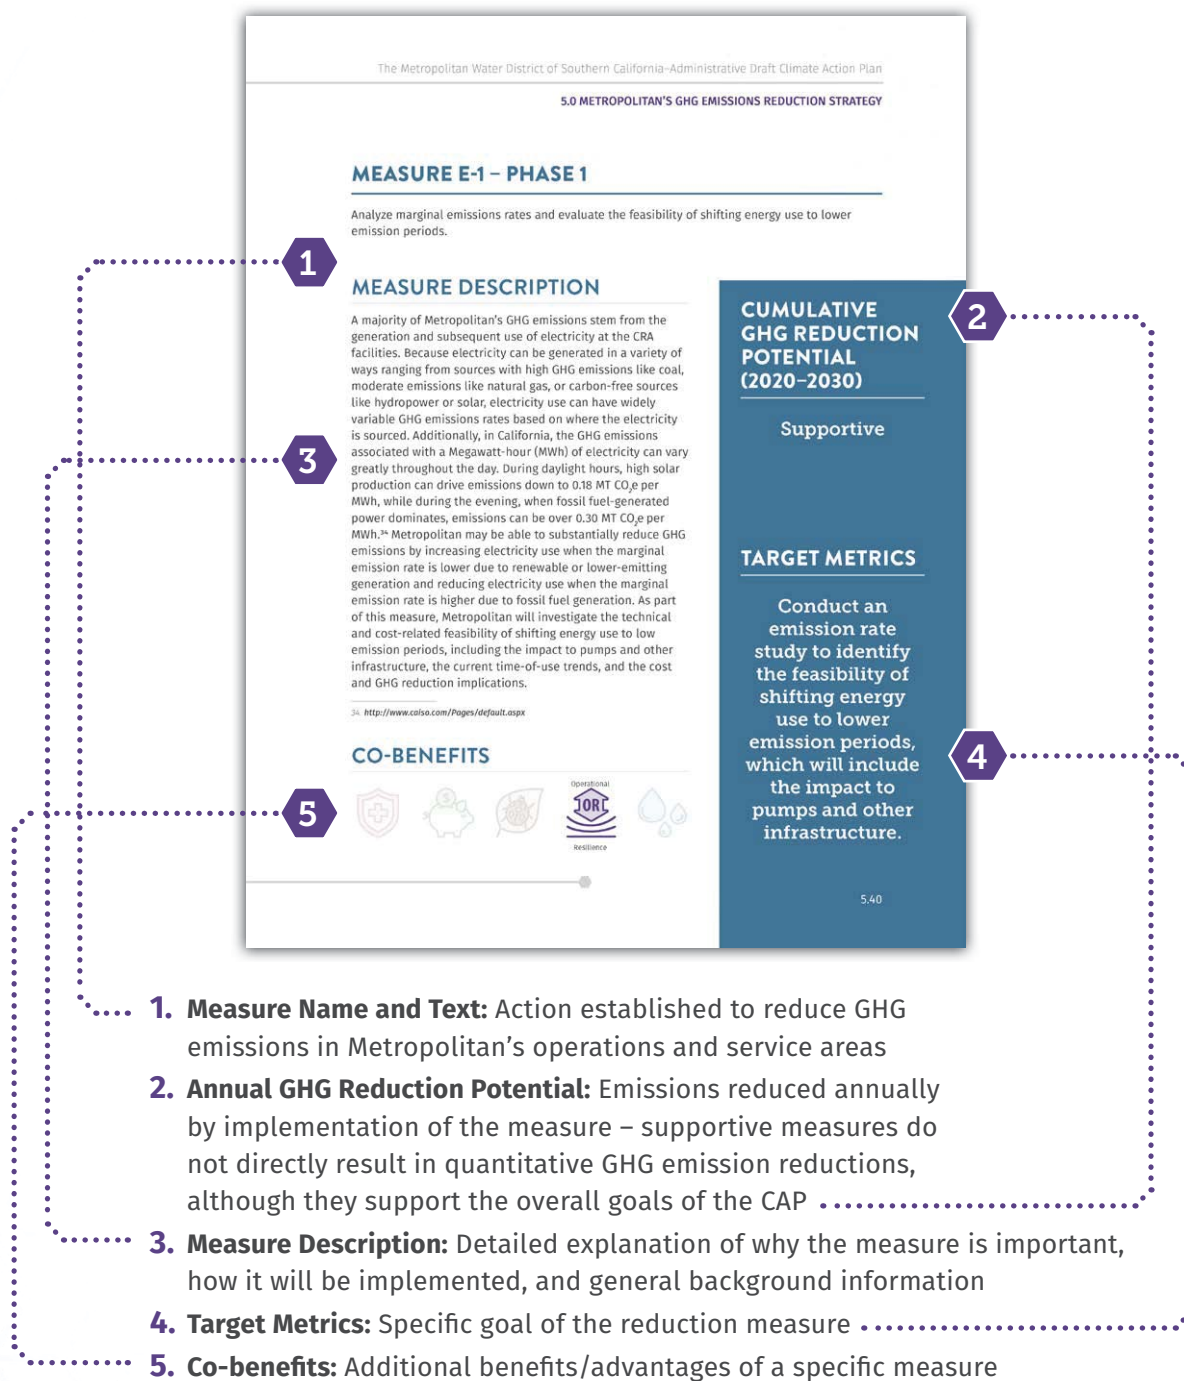 The Metropolitan Water District of Southern California–Administrative Draft Climate Action Plan
5.0 METROPOLITAN'S GHG EMISSIONS REDUCTION STRATEGY
MEASURE E-1 – PHASE 1
Analyze marginal emissions rates and evaluate the feasibility of shifting energy use to lower
emission periods.
1
MEASURE DESCRIPTION
A majority of Metropolitan's GHG emissions stem from the
generation and subsequent use of electricity at the CRA
facilities. Because electricity can be generated in a variety of
ways ranging from sources with high GHG emissions like coal,
moderate emissions like natural gas, or carbon-free sources
like hydropower or solar, electricity use can have widely
variable GHG emissions rates based on where the electricity
is sourced. Additionally, in California, the GHG emissions
associated with a Megawatt-hour (MWh) of electricity can vary
greatly throughout the day. During daylight hours, high solar
production can drive emissions down to 0.18 MT CO₂e per
MWh, while during the evening, when fossil fuel-generated
power dominates, emissions can be over 0.30 MT CO₂e per
MWh.³⁴ Metropolitan may be able to substantially reduce GHG
emissions by increasing electricity use when the marginal
emission rate is lower due to renewable or lower-emitting
generation and reducing electricity use when the marginal
emission rate is higher due to fossil fuel generation. As part
of this measure, Metropolitan will investigate the technical
and cost-related feasibility of shifting energy use to low
emission periods, including the impact to pumps and other
infrastructure, the current time-of-use trends, and the cost
and GHG reduction implications.
3
34 http://www.caiso.com/Pages/default.aspx
CO-BENEFITS
5
Operational
IORI
Resilience
CUMULATIVE
GHG REDUCTION
POTENTIAL
(2020–2030)
2
Supportive
TARGET METRICS
Conduct an
emission rate
study to identify
the feasibility of
shifting energy
use to lower
emission periods,
which will include
the impact to
pumps and other
infrastructure.
4
5.40
1. Measure Name and Text: Action established to reduce GHG
emissions in Metropolitan's operations and service areas
2. Annual GHG Reduction Potential: Emissions reduced annually
by implementation of the measure – supportive measures do
not directly result in quantitative GHG emission reductions,
although they support the overall goals of the CAP
3. Measure Description: Detailed explanation of why the measure is important,
how it will be implemented, and general background information
4. Target Metrics: Specific goal of the reduction measure
5. Co-benefits: Additional benefits/advantages of a specific measure